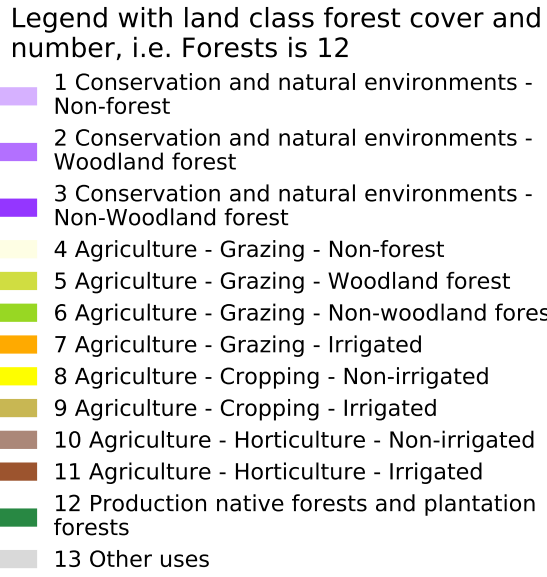 Legend with land class forest cover and
number, i.e. Forests is 12
1 Conservation and natural environments -
Non-forest
2 Conservation and natural environments -
Woodland forest
3 Conservation and natural environments -
Non-Woodland forest
4 Agriculture - Grazing - Non-forest
5 Agriculture - Grazing - Woodland forest
6 Agriculture - Grazing - Non-woodland fores
7 Agriculture - Grazing - Irrigated
8 Agriculture - Cropping - Non-irrigated
9 Agriculture - Cropping - Irrigated
10 Agriculture - Horticulture - Non-irrigated
11 Agriculture - Horticulture - Irrigated
12 Production native forests and plantation
forests
13 Other uses